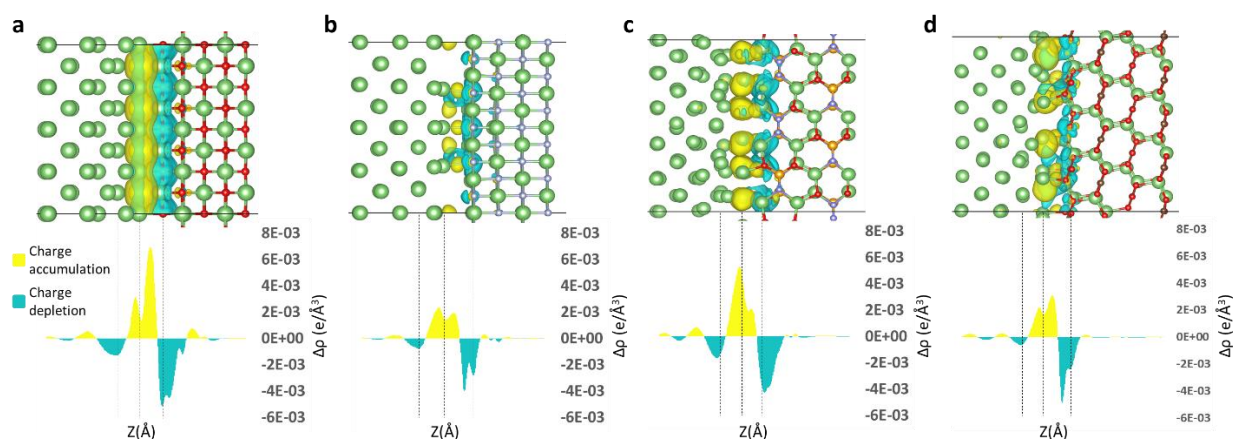 a
b
c
d
Charge
accumulation
Charge
depletion
8E-03
6E-03
4E-03
2E-03
0E+00
-2E-03
-4E-03
-6E-03
Δρ (e/Å³)
Z(Å)
8E-03
6E-03
4E-03
2E-03
0E+00
-2E-03
-4E-03
-6E-03
Δρ (e/Å³)
Z(Å)
8E-03
6E-03
4E-03
2E-03
0E+00
-2E-03
-4E-03
-6E-03
Δρ (e/Å³)
Z(Å)
8E-03
6E-03
4E-03
2E-03
0E+00
-2E-03
-4E-03
-6E-03
Δρ (e/Å³)
Z(Å)